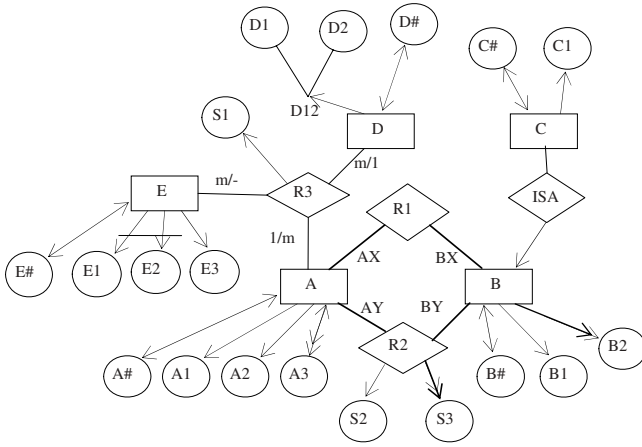 D1 D2 D# C# C1
D12
S1
D C
m/- m/1
E R3 ISA
R1
1/m
E# E1 E2 E3
AX BX
A B
AY BY
R2
A# A1 A2 A3 B# B1 B2
S2 S3